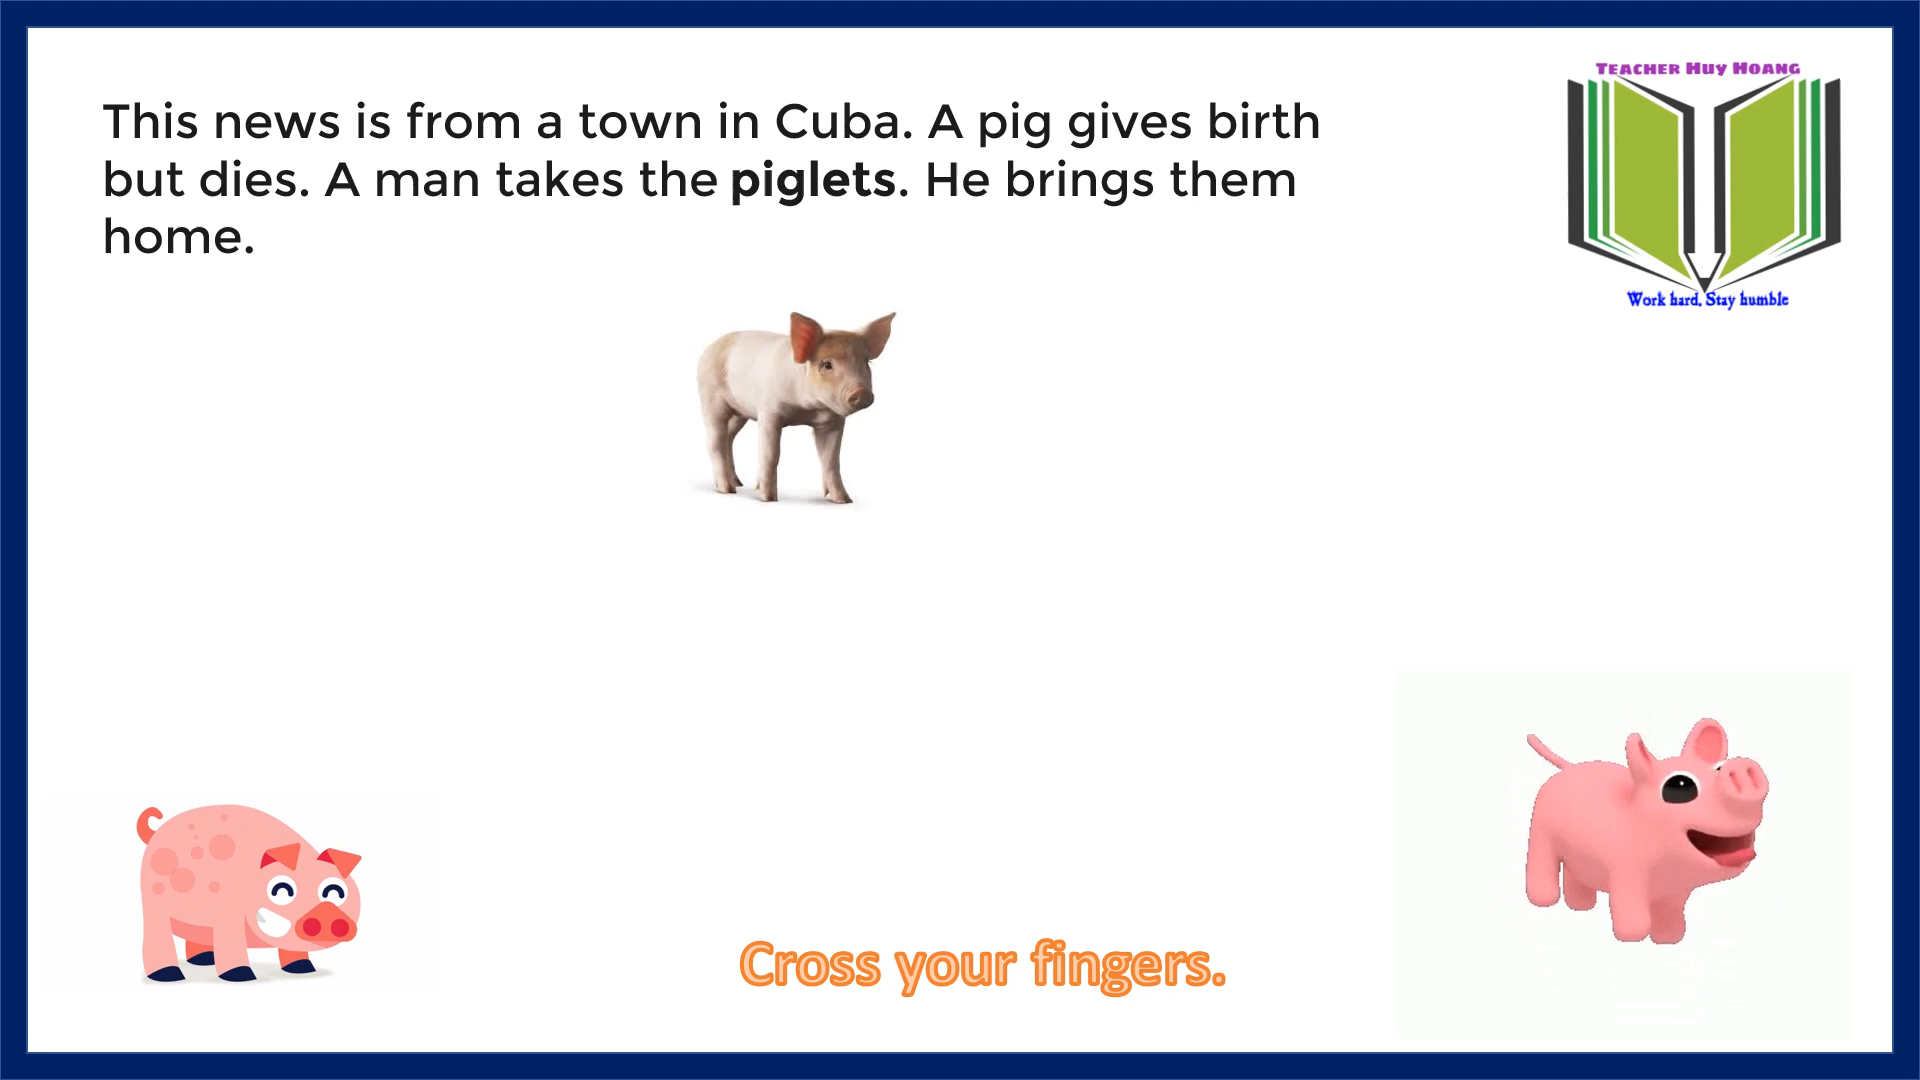 This news is from a town in Cuba. A pig gives birth
but dies. A man takes the piglets. He brings them
home.
Teacher Huy Hoang
Work hard, Stay humble
Cross your fingers.